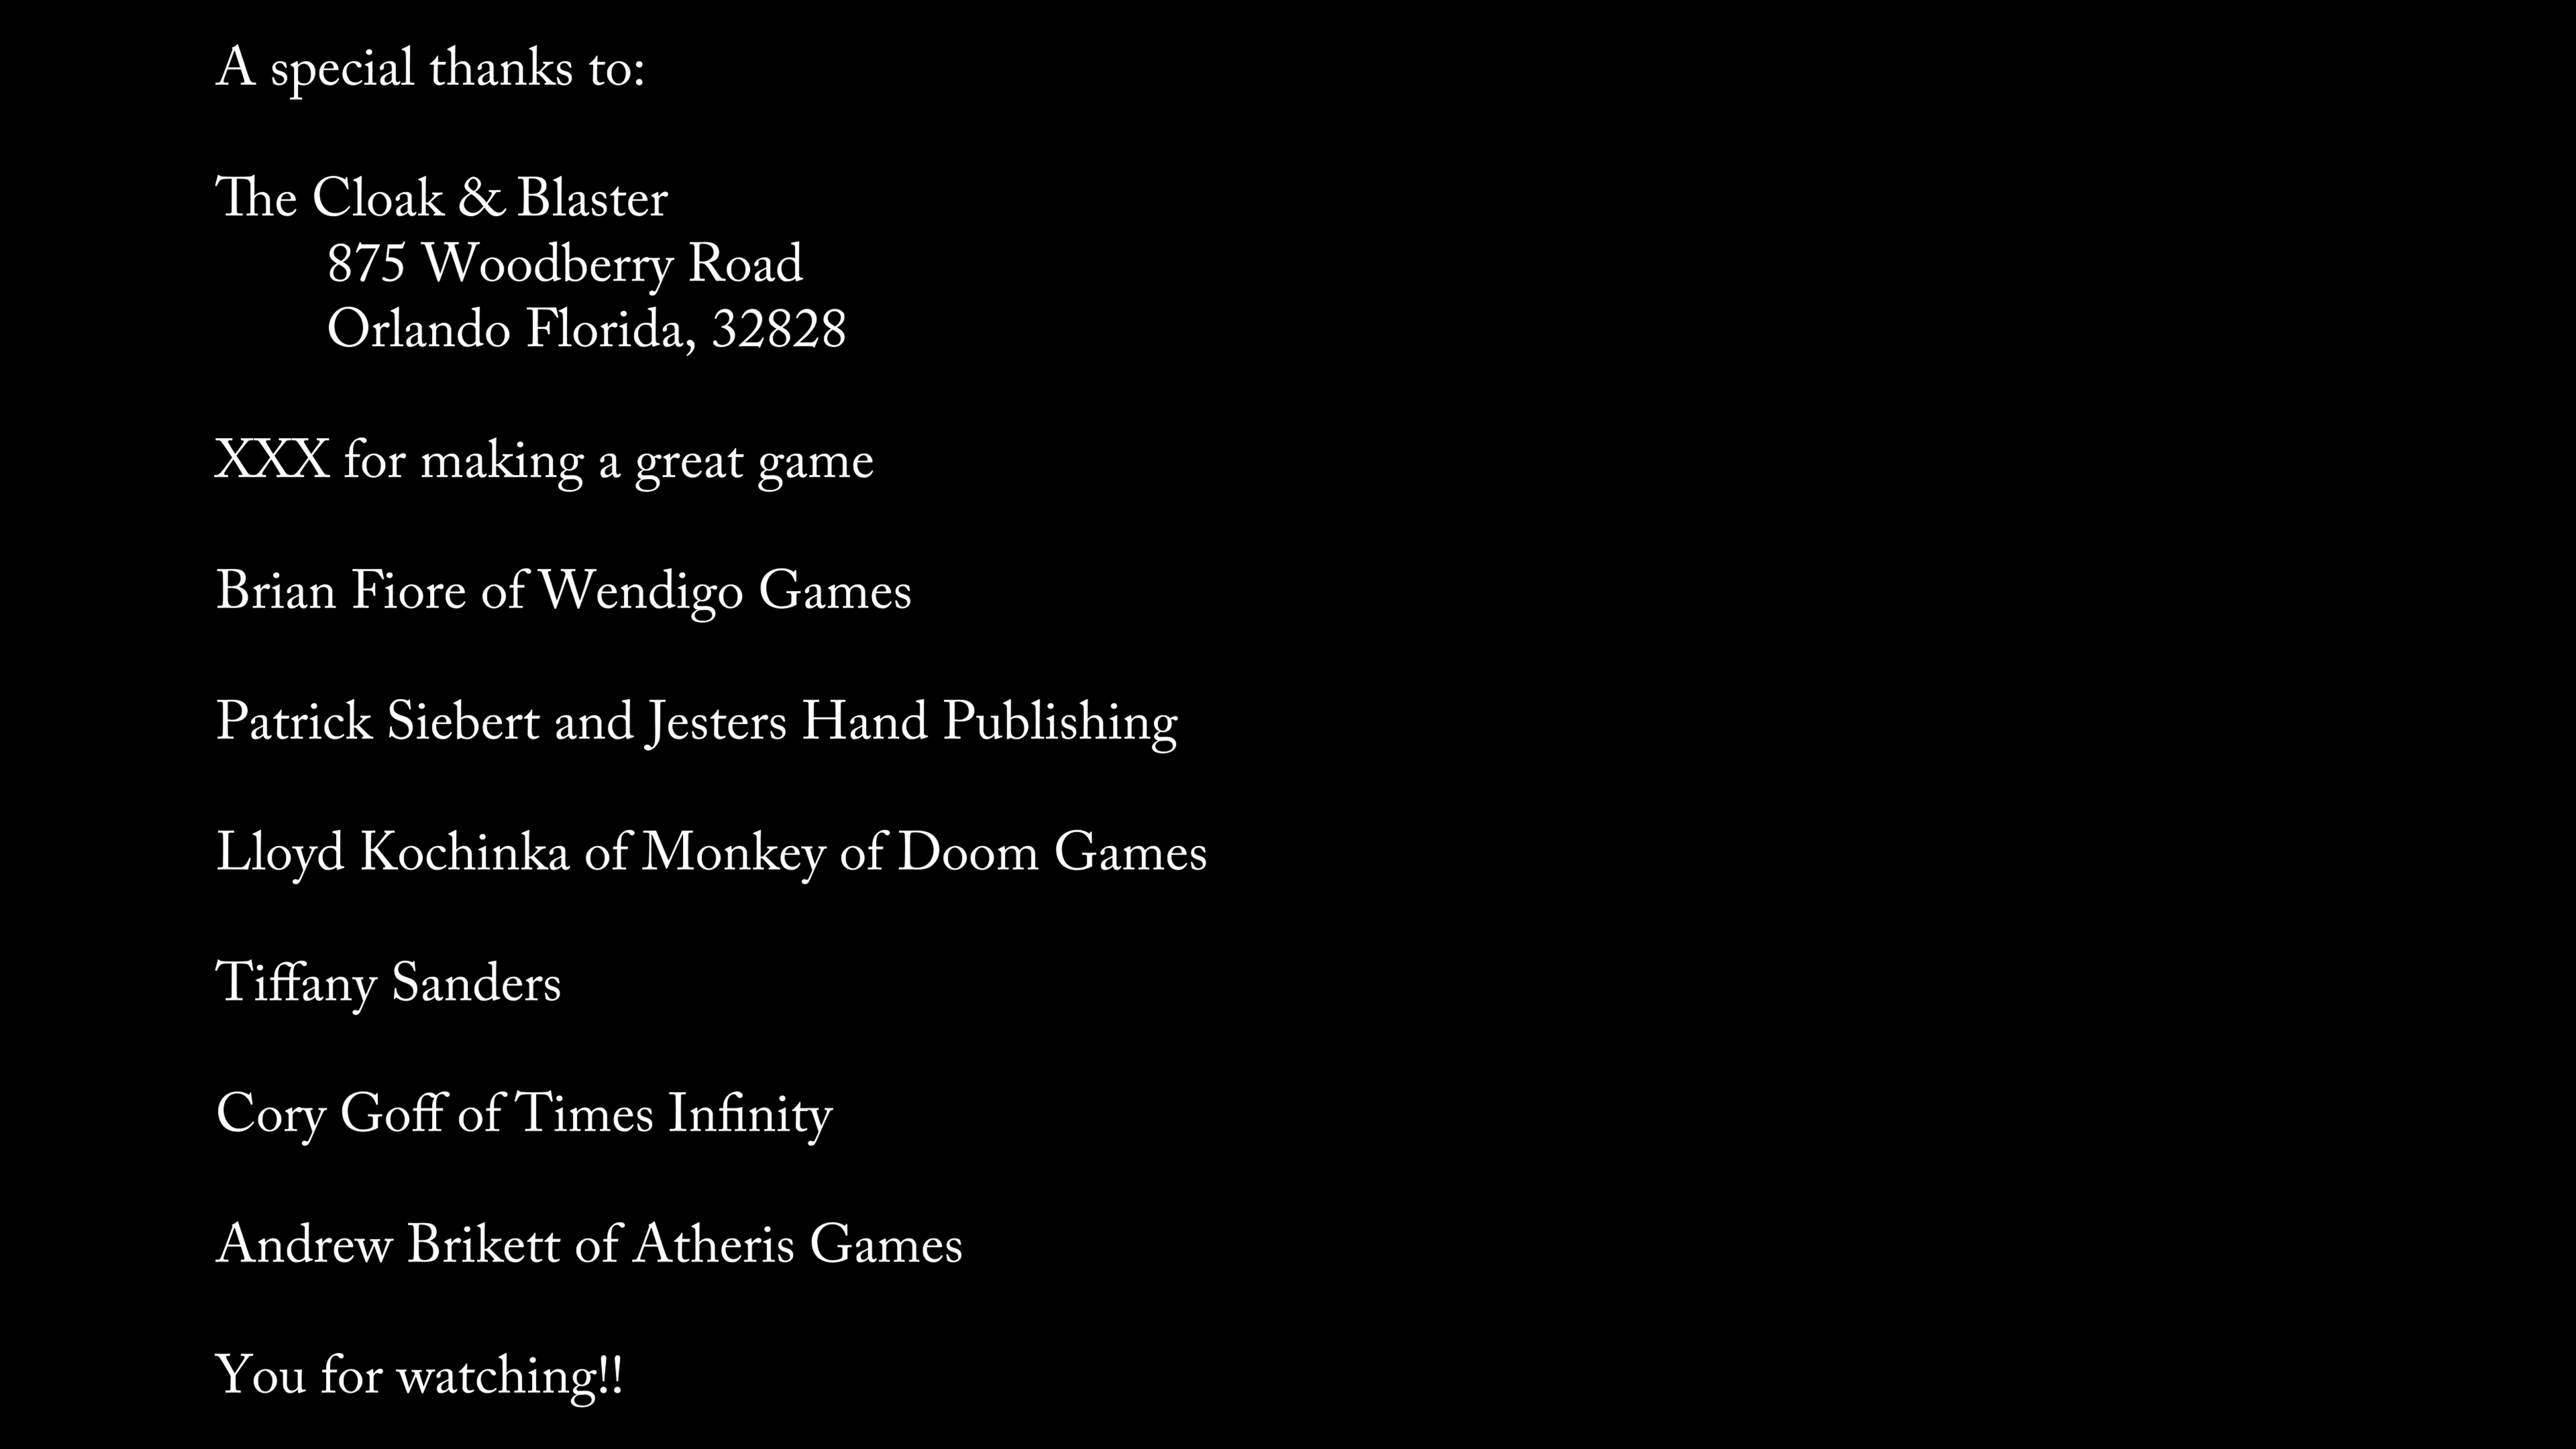 A special thanks to:
The Cloak & Blaster
875 Woodberry Road
Orlando Florida, 32828
XXX for making a great game
Brian Fiore of Wendigo Games
Patrick Siebert and Jesters Hand Publishing
Lloyd Kochinka of Monkey of Doom Games
Tiffany Sanders
Cory Goff of Times Infinity
Andrew Brikett of Atheris Games
You for watching!!